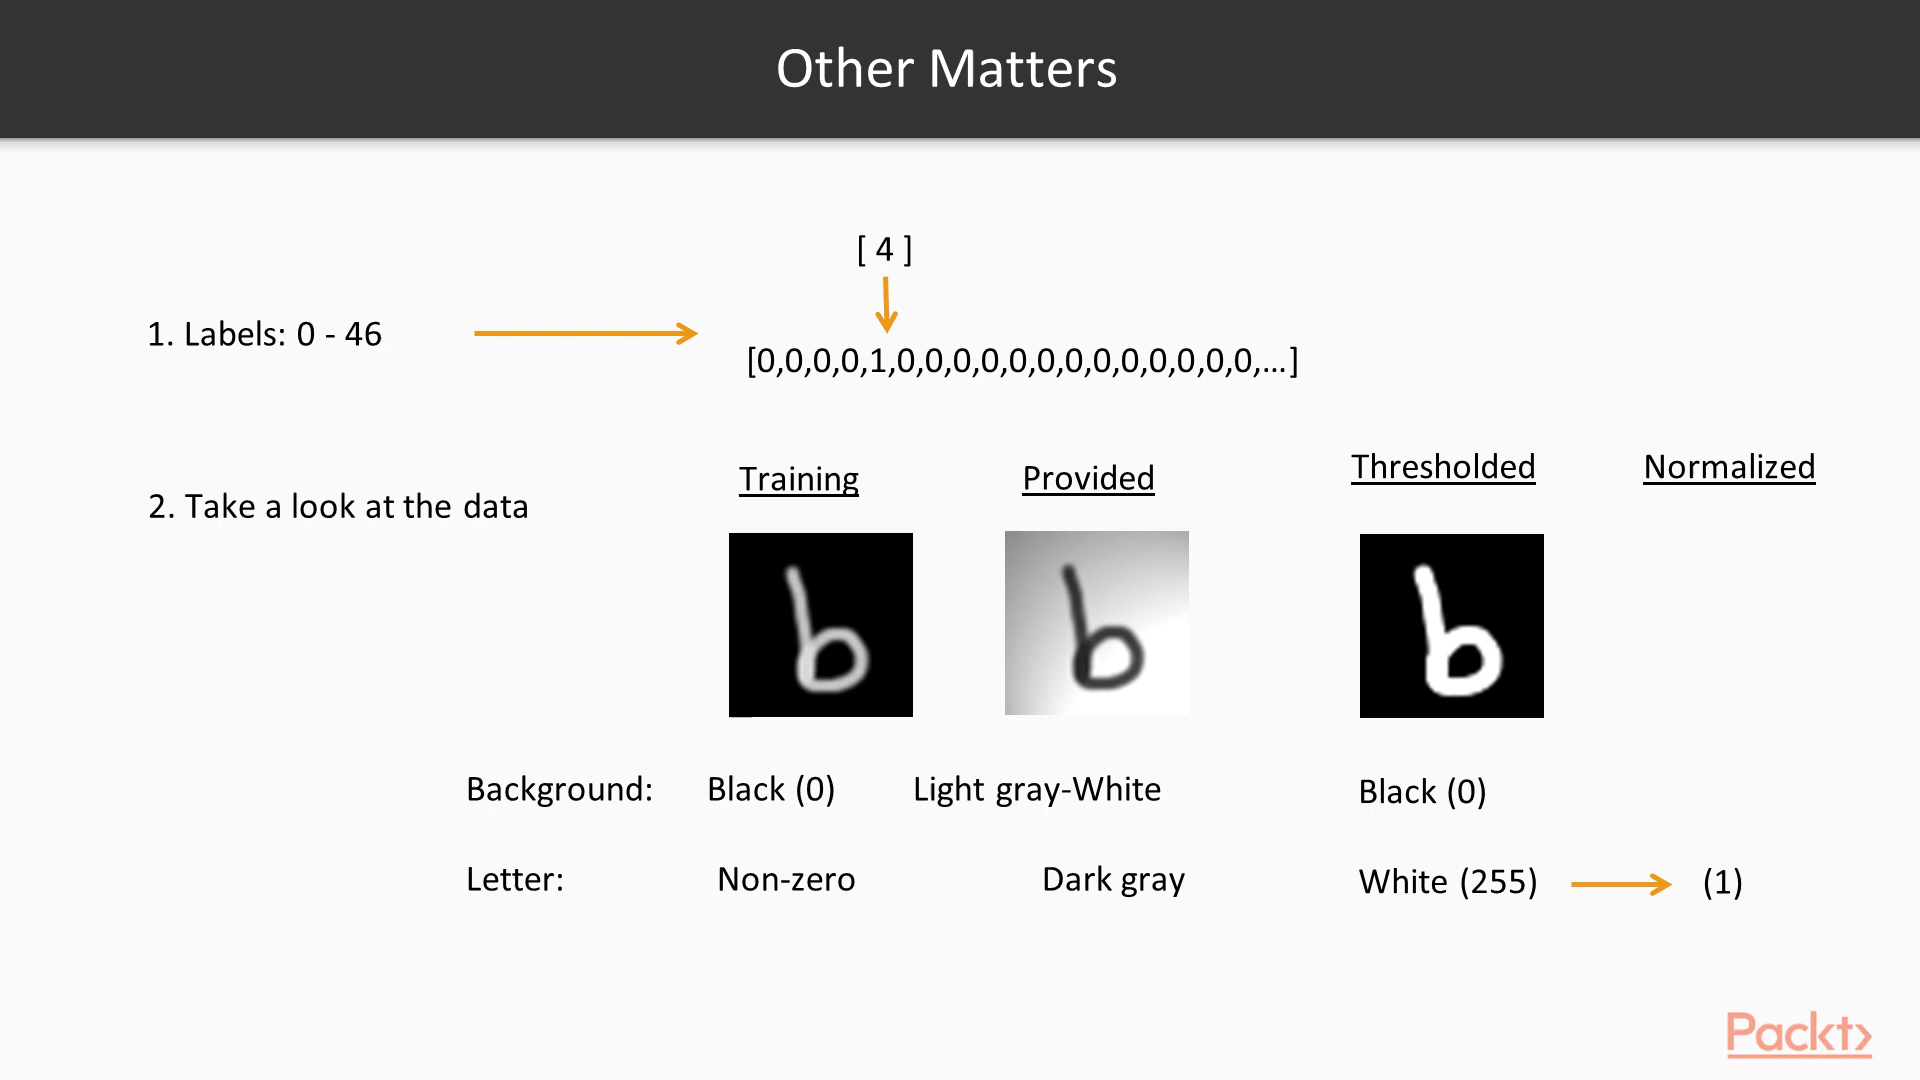 Other Matters
[ 4 ]
1. Labels: 0 - 46
[0,0,0,0,1,0,0,0,0,0,0,0,0,0,0,0,0,0,...]
2. Take a look at the data
Training Provided Thresholded Normalized
b b b
Background: Black (0) Light gray-White Black (0)
Letter: Non-zero Dark gray White (255) (1)
Packt>